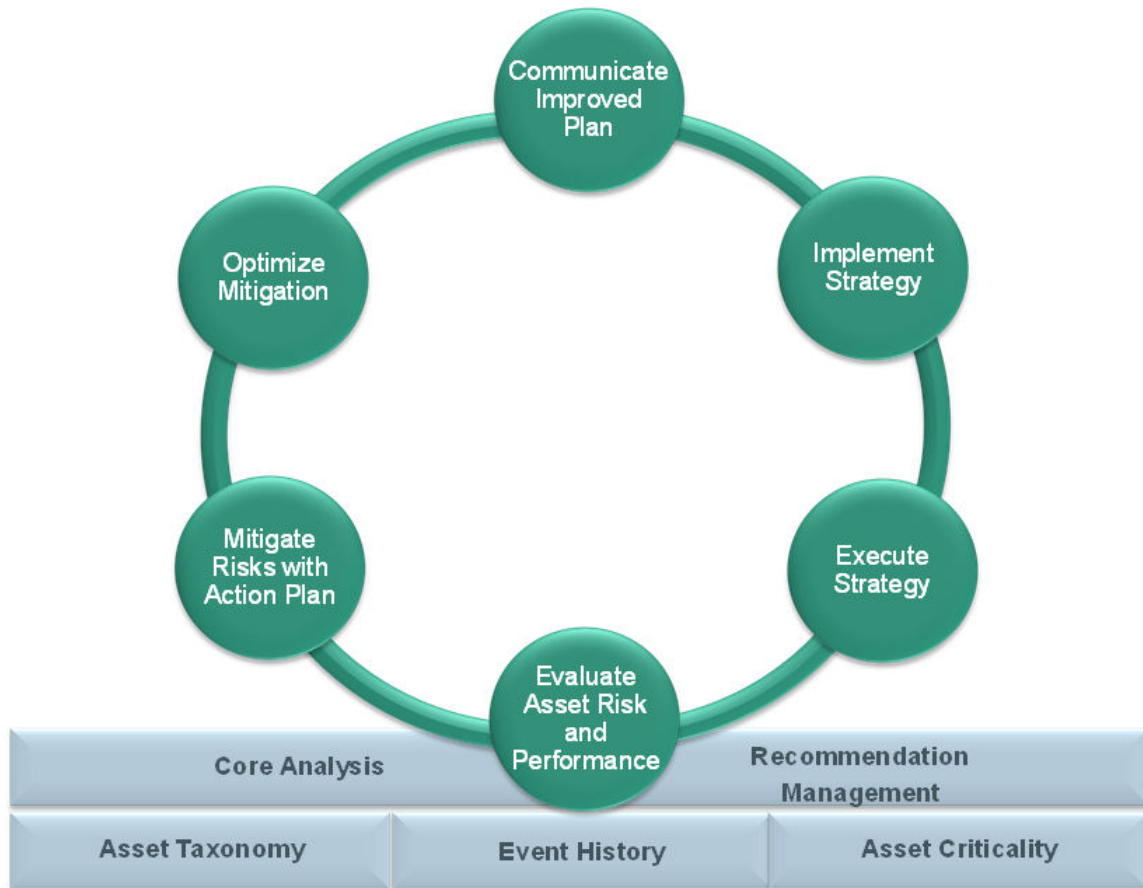 Communicate
Improved
Plan
Optimize
Mitigation
Implement
Strategy
Mitigate
Risks with
Action Plan
Execute
Strategy
Evaluate
Asset Risk
and
Performance
Core Analysis
Recommendation
Management
Asset Taxonomy
Event History
Asset Criticality